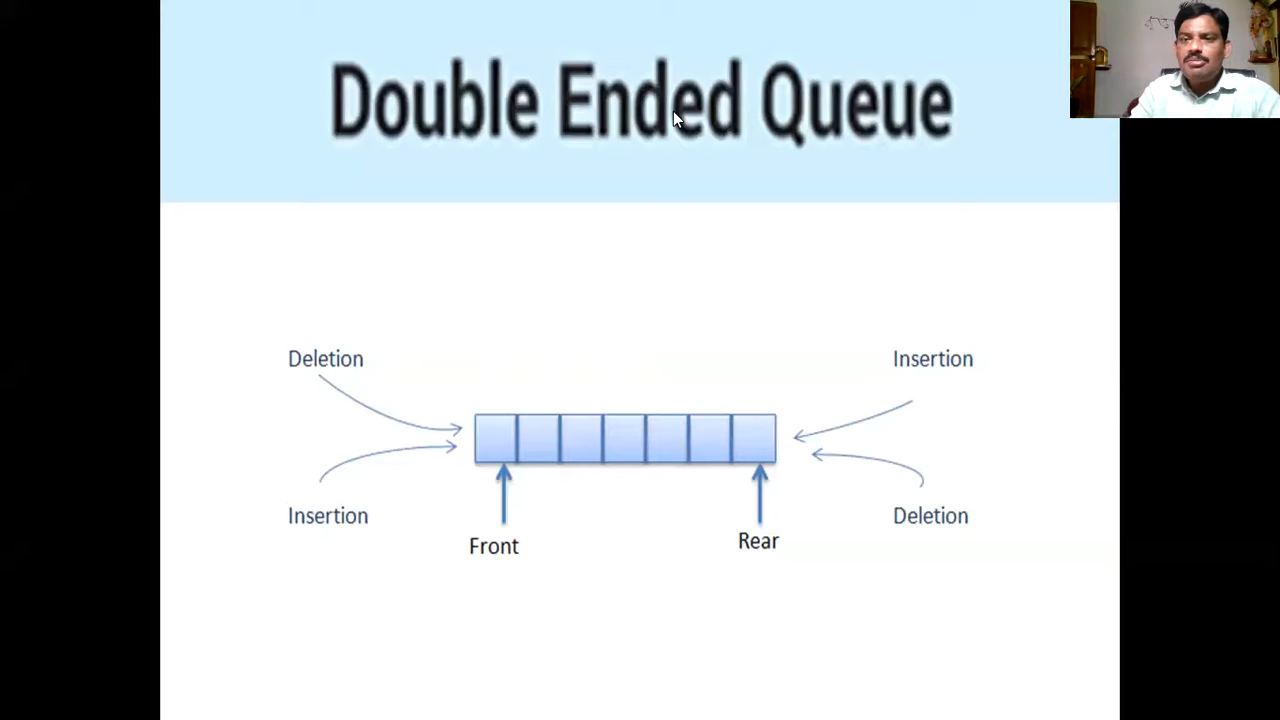 Double Ended Queue
Deletion
Insertion
Insertion
Deletion
Front
Rear